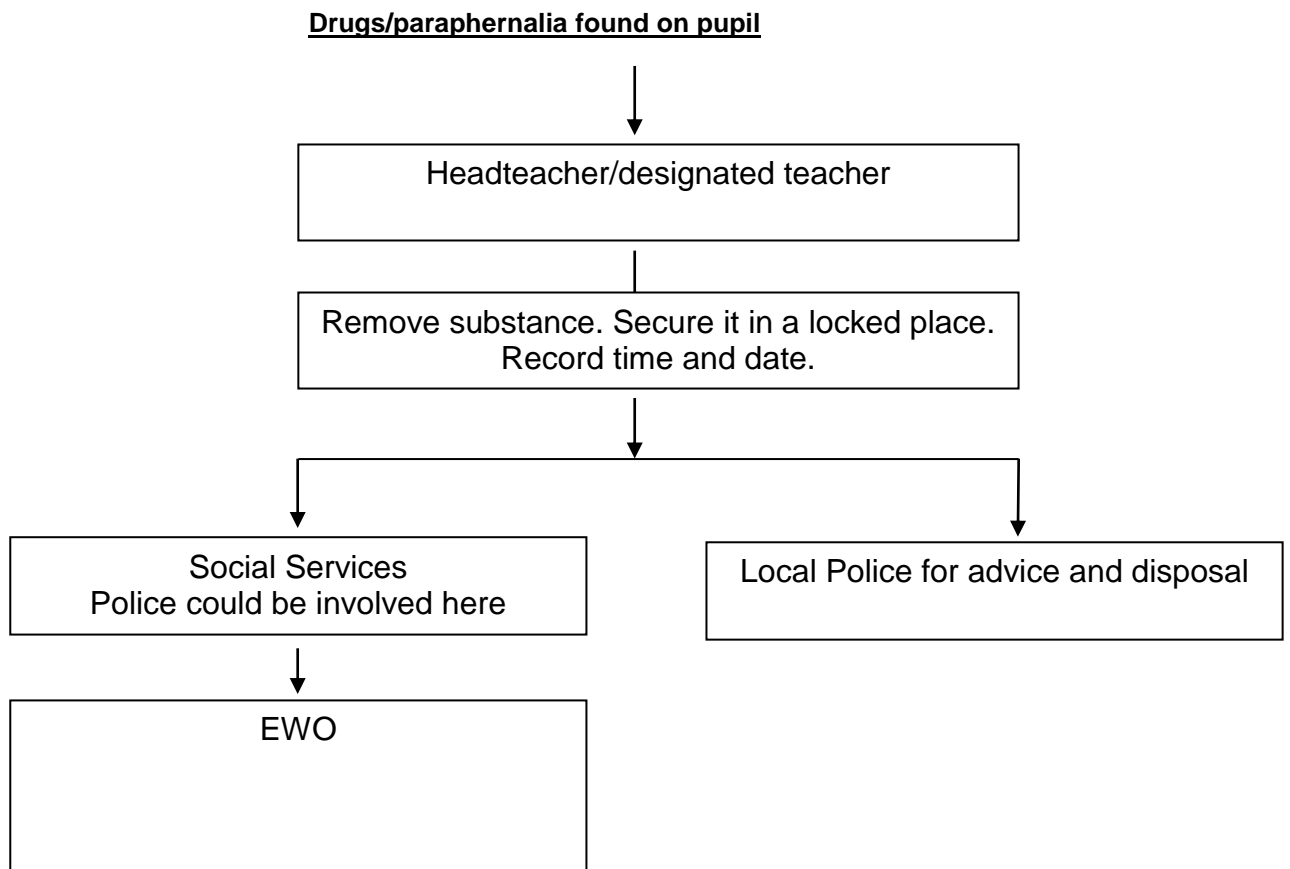 Drugs/paraphernalia found on pupil
Headteacher/designated teacher
Remove substance. Secure it in a locked place.
Record time and date.
Social Services
Police could be involved here
Local Police for advice and disposal
EWO